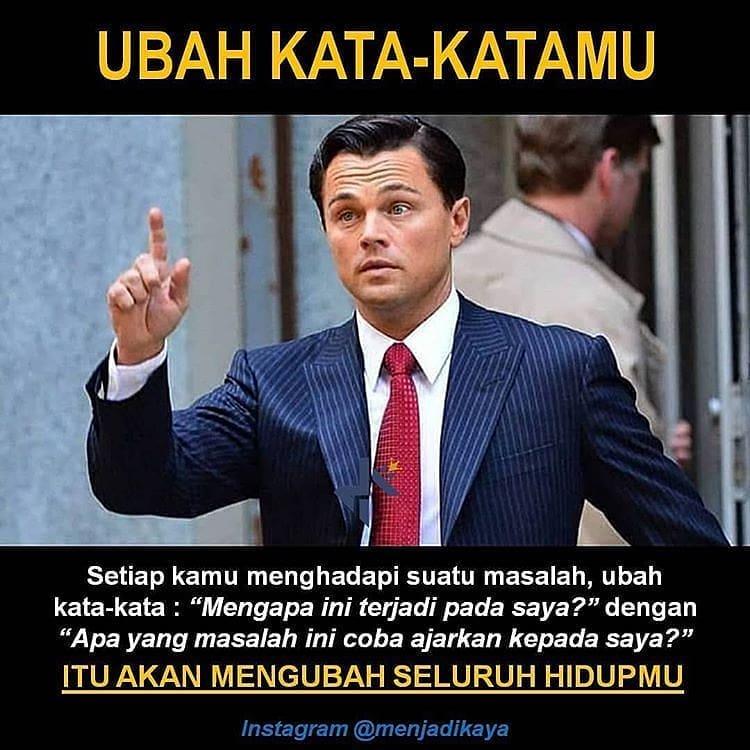 UBAH KATA-KATAMU
Setiap kamu menghadapi suatu masalah, ubah
kata-kata : “Mengapa ini terjadi pada saya?” dengan
“Apa yang masalah ini coba ajarkan kepada saya?”
ITU AKAN MENGUBAH SELURUH HIDUPMU
Instagram @menjadikaya